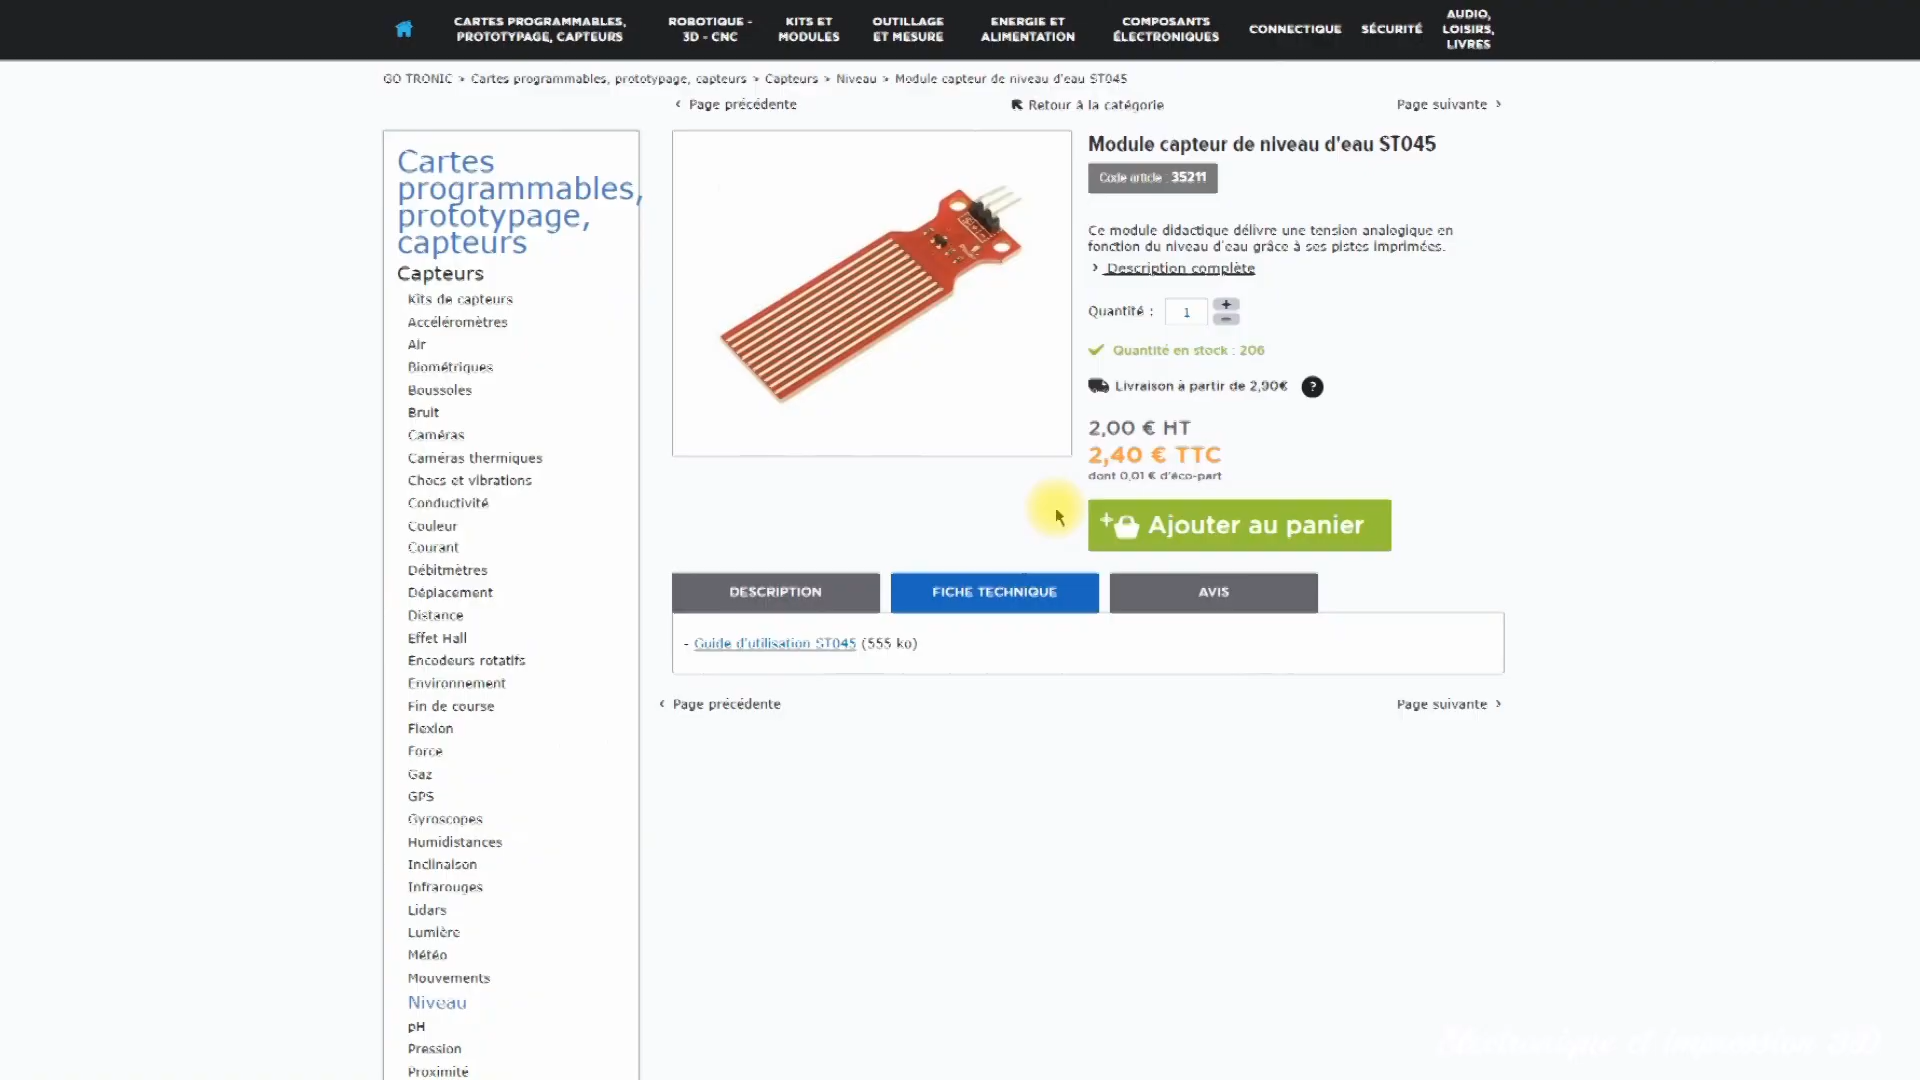 CARTES PROGRAMMABLES,
PROTOTYPAGE, CAPTEURS
ROBOTIQUE -
3D - CNC
KITS ET
MODULES
OUTILLAGE
ET MESURE
ENERGIE ET
ALIMENTATION
COMPOSANTS
ÉLECTRONIQUES
CONNECTIQUE
SÉCURITÉ
AUDIO,
LOISIRS,
LIVRES
GO TRONIC > Cartes programmables, prototypage, capteurs > Capteurs > Niveau > Module capteur de niveau d'eau ST045
‹ Page précédente
Retour à la catégorie
Page suivante ›
Cartes
programmables,
prototypage,
capteurs
Capteurs
Kits de capteurs
Accéléromètres
Air
Biométriques
Boussoles
Bruit
Caméras
Caméras thermiques
Chocs et vibrations
Conductivité
Couleur
Courant
Débitmètres
Déplacement
Distance
Effet Hall
Encodeurs rotatifs
Environnement
Fin de course
Flexion
Force
Gaz
GPS
Gyroscopes
Humidistances
Inclinaison
Infrarouges
Lidars
Lumière
Météo
Mouvements
Niveau
pH
Pression
Proximité
Module capteur de niveau d'eau ST045
Code article 35211
Ce module didactique délivre une tension analogique en
fonction du niveau d'eau grâce à ses pistes imprimées.
› Description complète
Quantité : 1 + -
Quantité en stock : 206
Livraison à partir de 2,90€ ?
2,00 € HT
2,40 € TTC
dont 0,01 € d'éco-part
+ Ajouter au panier
DESCRIPTION
FICHE TECHNIQUE
AVIS
- Guide d'utilisation ST045 (555 ko)
‹ Page précédente
Page suivante ›
Electronique et Impression 3D